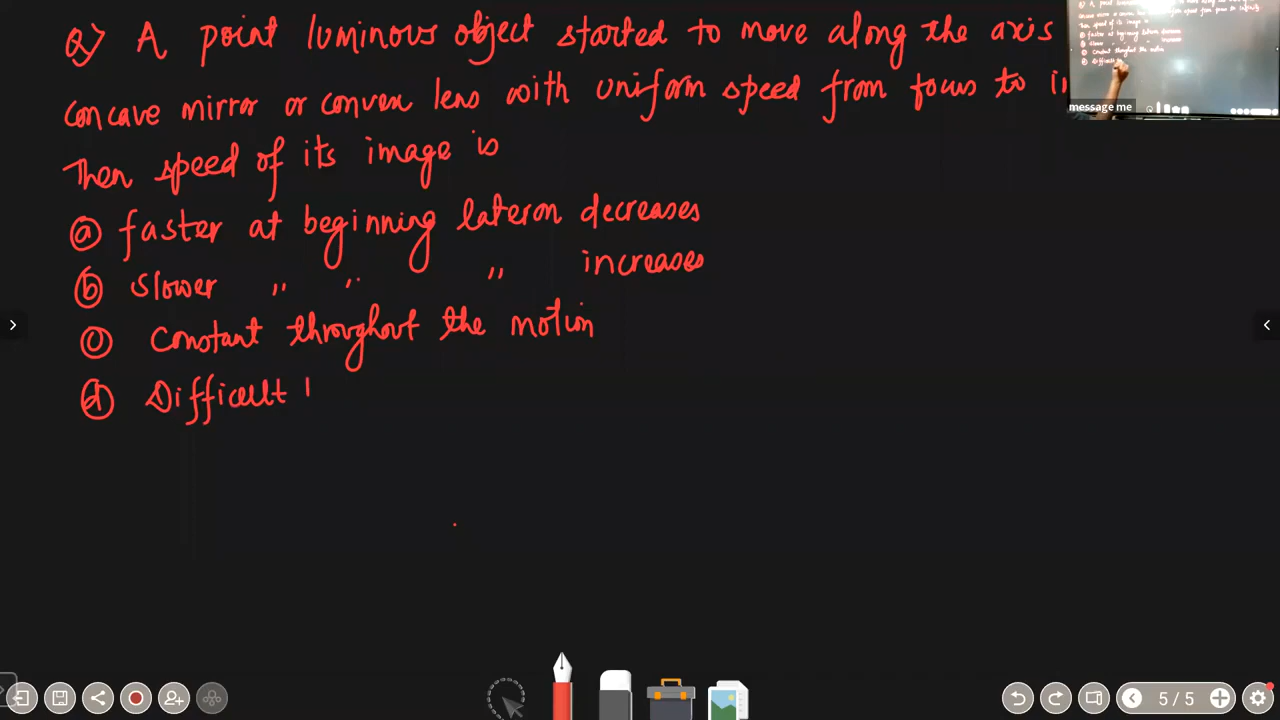 Q) A point luminous object started to move along the axis
concave mirror or convex lens with uniform speed from focus to
Then speed of its image is
(a) faster at beginning lateron decreases
(b) slower " " " increases
(c) Constant throughout the motion
(d) Difficult
message me
5/5